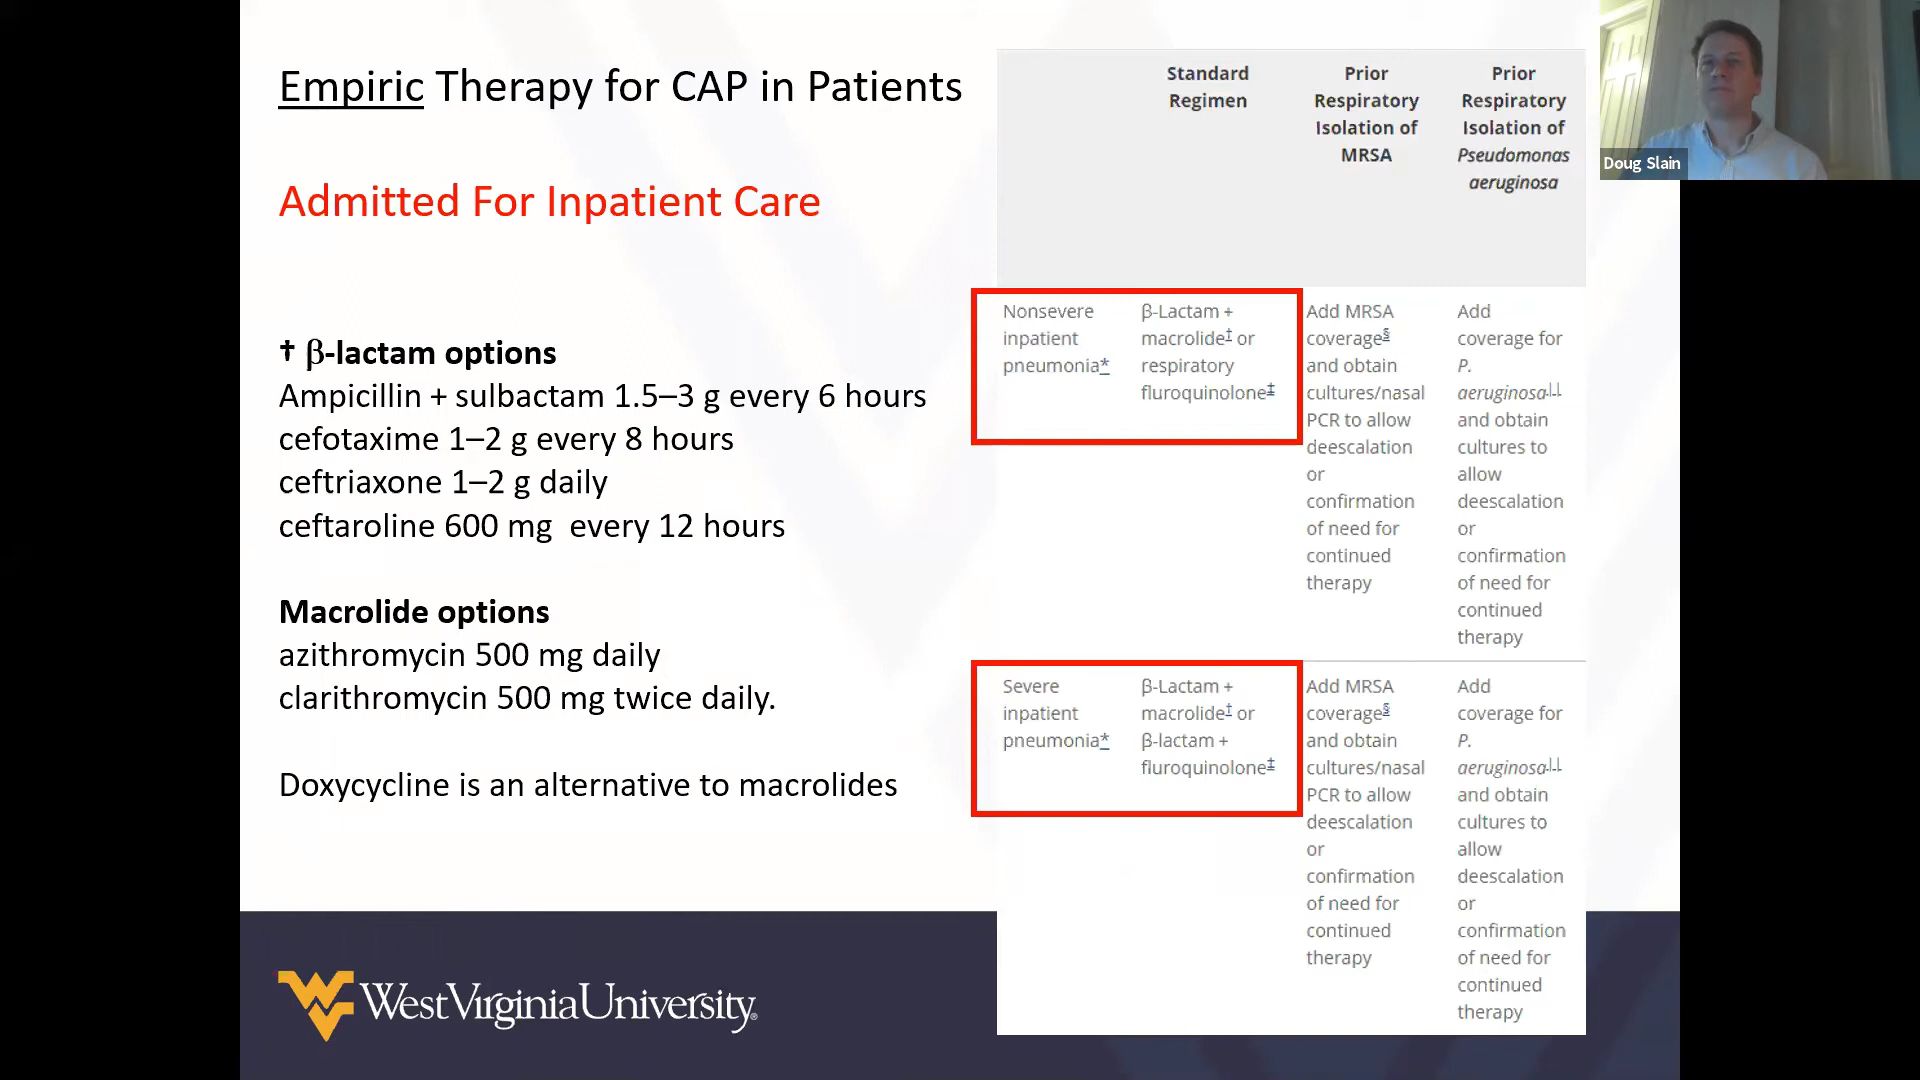 Empiric Therapy for CAP in Patients
Admitted For Inpatient Care
† β-lactam options
Ampicillin + sulbactam 1.5–3 g every 6 hours
cefotaxime 1–2 g every 8 hours
ceftriaxone 1–2 g daily
ceftaroline 600 mg  every 12 hours
Macrolide options
azithromycin 500 mg daily
clarithromycin 500 mg twice daily.
Doxycycline is an alternative to macrolides
Standard
Regimen
Prior
Respiratory
Isolation of
MRSA
Prior
Respiratory
Isolation of
Pseudomonas
aeruginosa
Nonsevere
inpatient
pneumonia*
β-Lactam +
macrolide† or
respiratory
fluroquinolone‡
Add MRSA
coverage§
and obtain
cultures/nasal
PCR to allow
deescalation
or
confirmation
of need for
continued
therapy
Add
coverage for
P.
aeruginosa||
and obtain
cultures to
allow
deescalation
or
confirmation
of need for
continued
therapy
Severe
inpatient
pneumonia*
β-Lactam +
macrolide† or
β-lactam +
fluroquinolone‡
Add MRSA
coverage§
and obtain
cultures/nasal
PCR to allow
deescalation
or
confirmation
of need for
continued
therapy
Add
coverage for
P.
aeruginosa||
and obtain
cultures to
allow
deescalation
or
confirmation
of need for
continued
therapy
WestVirginiaUniversity®
Doug Slain